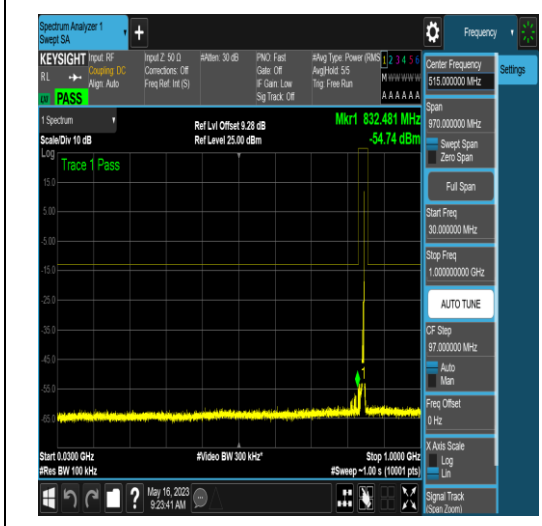 Spectrum Analyzer 1
Swept SA
+
Frequency
KEYSIGHT
RL
Input: RF
Coupling: DC
Align: Auto
Input Z: 50 Ω
Corrections: Off
Freq Ref: Int (S)
#Atten: 30 dB
PNO: Fast
Gate: Off
IF Gain: Low
Sig Track: Off
#Avg Type: Power (RMS
Avg|Hold: 5/5
Trig: Free Run
1 2 3 4 5 6
M W W W W W
A A A A A A
PASS
1 Spectrum
Scale/Div 10 dB
Ref Lvl Offset 9.28 dB
Ref Level 25.00 dBm
Mkr1 832.481 MHz
-54.74 dBm
Log
Trace 1 Pass
15.0
5.00
-5.00
-15.0
-25.0
-35.0
-45.0
-55.0
-65.0
1
Start 0.0300 GHz
#Res BW 100 kHz
#Video BW 300 kHz*
Stop 1.0000 GHz
#Sweep ~1.00 s (10001 pts)
?
May 16, 2023
9:23:41 AM
Center Frequency
515.000000 MHz
Settings
Span
970.000000 MHz
Swept Span
Zero Span
Full Span
Start Freq
30.000000 MHz
Stop Freq
1.000000000 GHz
AUTO TUNE
CF Step
97.000000 MHz
Auto
Man
Freq Offset
0 Hz
X Axis Scale
Log
Lin
Signal Track
(Span Zoom)